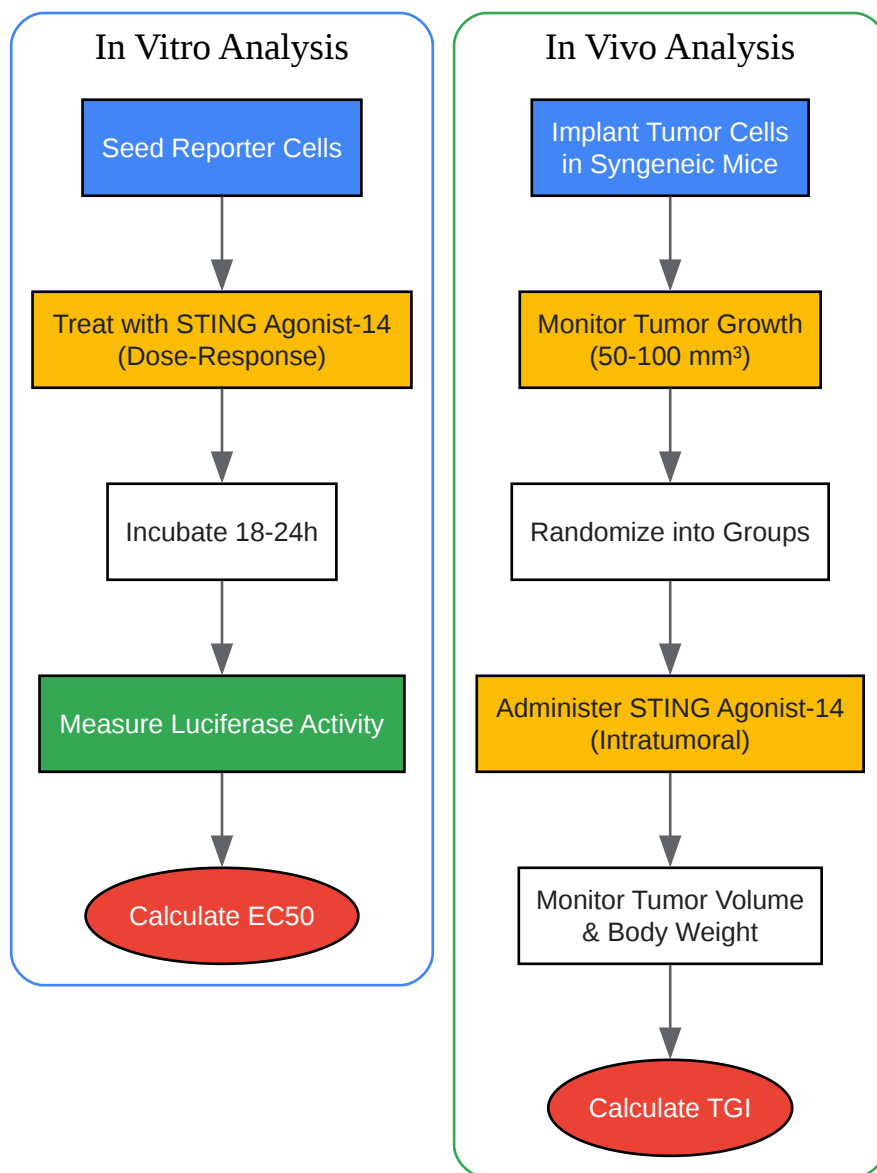 In Vitro Analysis
Seed Reporter Cells
Treat with STING Agonist-14
(Dose-Response)
Incubate 18-24h
Measure Luciferase Activity
Calculate EC50
In Vivo Analysis
Implant Tumor Cells
in Syngeneic Mice
Monitor Tumor Growth
(50-100 mm³)
Randomize into Groups
Administer STING Agonist-14
(Intratumoral)
Monitor Tumor Volume
& Body Weight
Calculate TGI